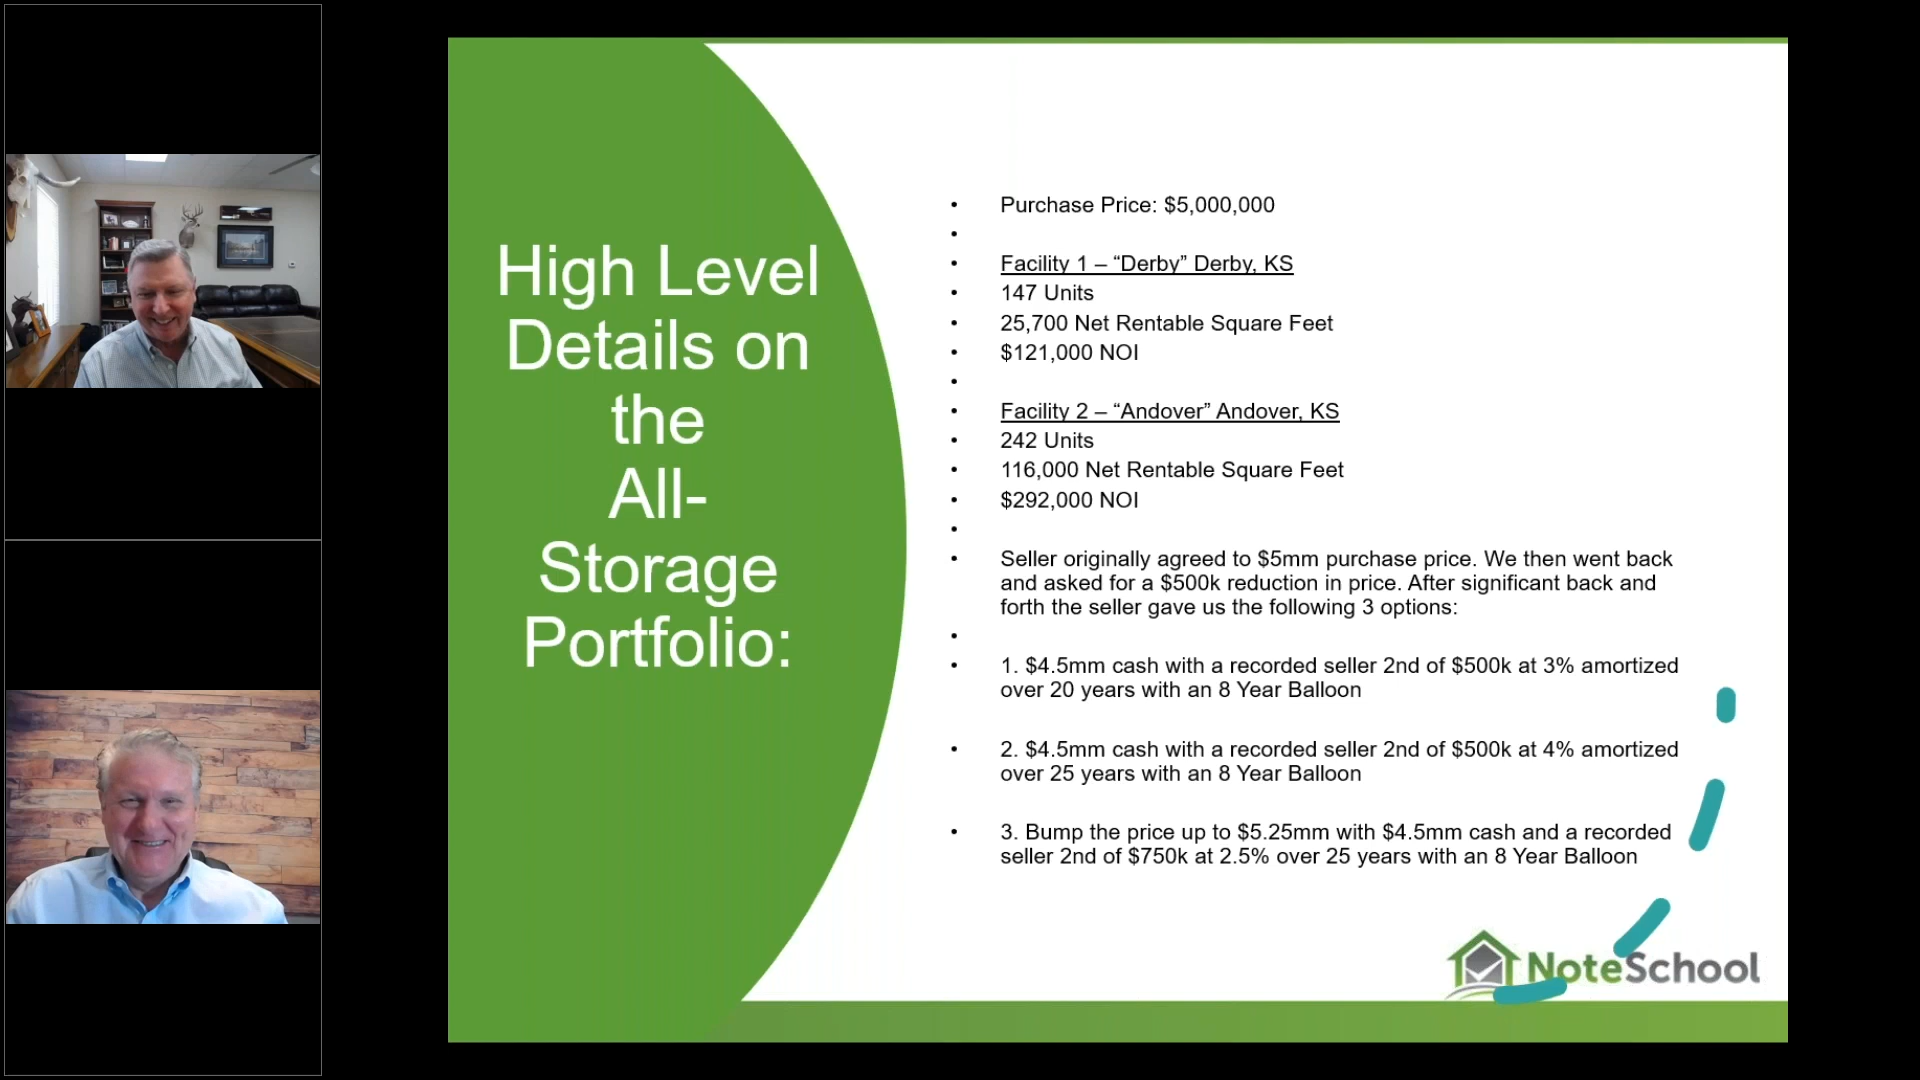 High Level
Details on
the
All-
Storage
Portfolio:
• Purchase Price: $5,000,000
•
• Facility 1 – “Derby” Derby, KS
• 147 Units
• 25,700 Net Rentable Square Feet
• $121,000 NOI
•
• Facility 2 – “Andover” Andover, KS
• 242 Units
• 116,000 Net Rentable Square Feet
• $292,000 NOI
•
• Seller originally agreed to $5mm purchase price. We then went back
and asked for a $500k reduction in price. After significant back and
forth the seller gave us the following 3 options:
•
• 1. $4.5mm cash with a recorded seller 2nd of $500k at 3% amortized
over 20 years with an 8 Year Balloon
• 2. $4.5mm cash with a recorded seller 2nd of $500k at 4% amortized
over 25 years with an 8 Year Balloon
• 3. Bump the price up to $5.25mm with $4.5mm cash and a recorded
seller 2nd of $750k at 2.5% over 25 years with an 8 Year Balloon
NoteSchool